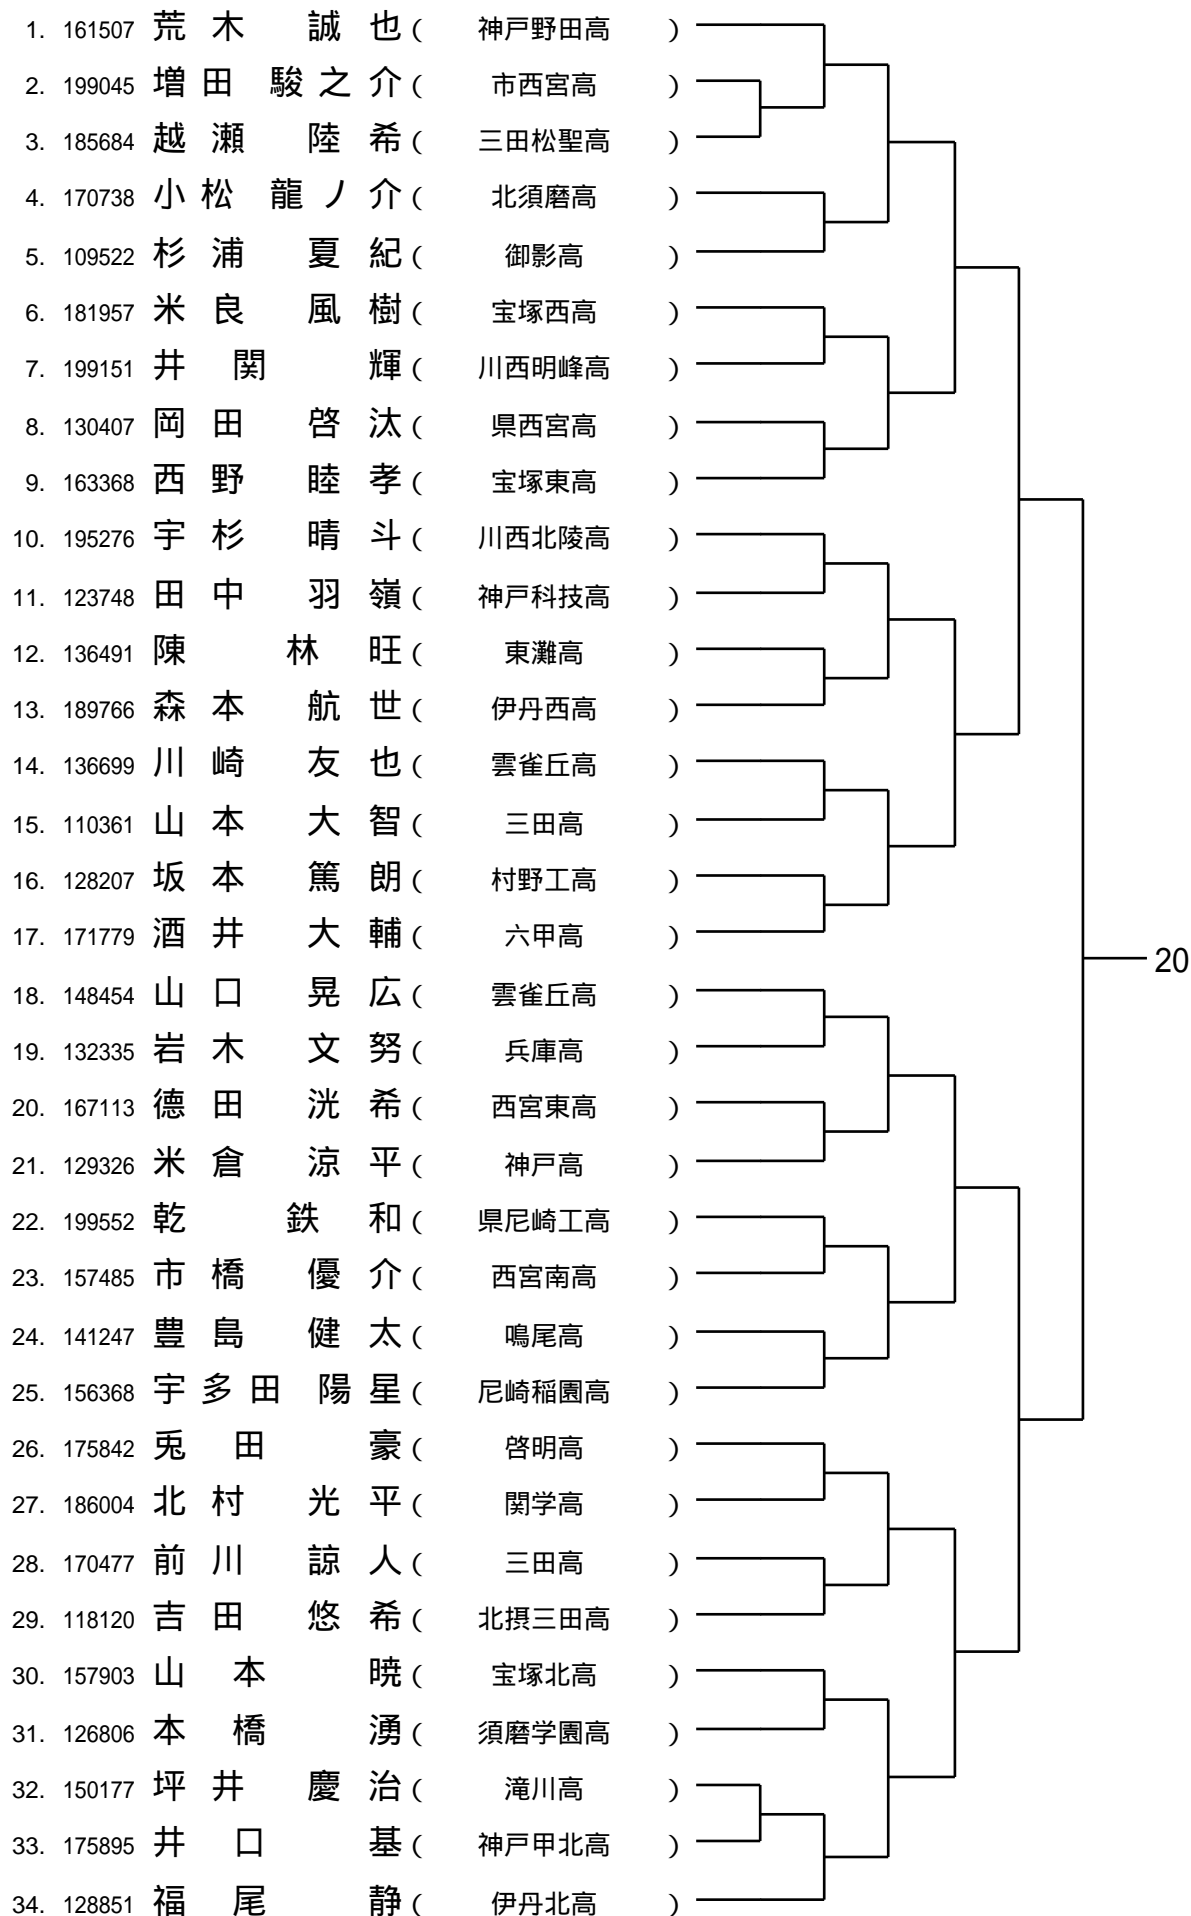 1. 161507 荒木 誠也( 神戸野田高 )
2. 199045 増田 駿之介( 市西宮高 )
3. 185684 越瀬 陸希( 三田松聖高 )
4. 170738 小松 龍ノ介( 北須磨高 )
5. 109522 杉浦 夏紀( 御影高 )
6. 181957 米良 風樹( 宝塚西高 )
7. 199151 井関 輝( 川西明峰高 )
8. 130407 岡田 啓汰( 県西宮高 )
9. 163368 西野 睦孝( 宝塚東高 )
10. 195276 宇杉 晴斗( 川西北陵高 )
11. 123748 田中 羽嶺( 神戸科技高 )
12. 136491 陳 林旺( 東灘高 )
13. 189766 森本 航世( 伊丹西高 )
14. 136699 川崎 友也( 雲雀丘高 )
15. 110361 山本 大智( 三田高 )
16. 128207 坂本 篤朗( 村野工高 )
17. 171779 酒井 大輔( 六甲高 )
20
18. 148454 山口 晃広( 雲雀丘高 )
19. 132335 岩木 文努( 兵庫高 )
20. 167113 德田 洸希( 西宮東高 )
21. 129326 米倉 涼平( 神戸高 )
22. 199552 乾 鉄和( 県尼崎工高 )
23. 157485 市橋 優介( 西宮南高 )
24. 141247 豊島 健太( 鳴尾高 )
25. 156368 宇多田 陽星( 尼崎稲園高 )
26. 175842 兎田 豪( 啓明高 )
27. 186004 北村 光平( 関学高 )
28. 170477 前川 諒人( 三田高 )
29. 118120 吉田 悠希( 北摂三田高 )
30. 157903 山本 暁( 宝塚北高 )
31. 126806 本橋 湧( 須磨学園高 )
32. 150177 坪井 慶治( 滝川高 )
33. 175895 井口 基( 神戸甲北高 )
34. 128851 福尾 静( 伊丹北高 )